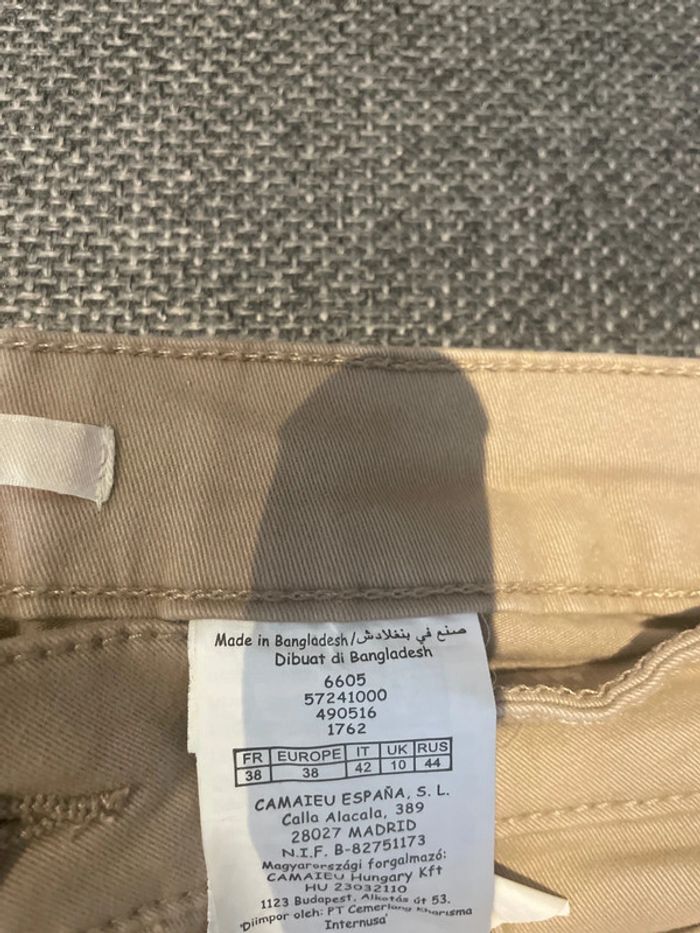 Made in Bangladesh/صنع في بنغلادش
Dibuat di Bangladesh
6605
57241000
490516
1762
FR EUROPE IT UK RUS
38 38 42 10 44
CAMAIEU ESPAÑA, S. L.
Calla Alacala, 389
28027 MADRID
N.I.F. B-82751173
Magyarországi forgalmazó:
CAMAIEU Hungary Kft
HU 23032110
1123 Budapest, Alkotás út 53.
'Diimpor oleh: PT Cemerlang Kharisma
Internusa'